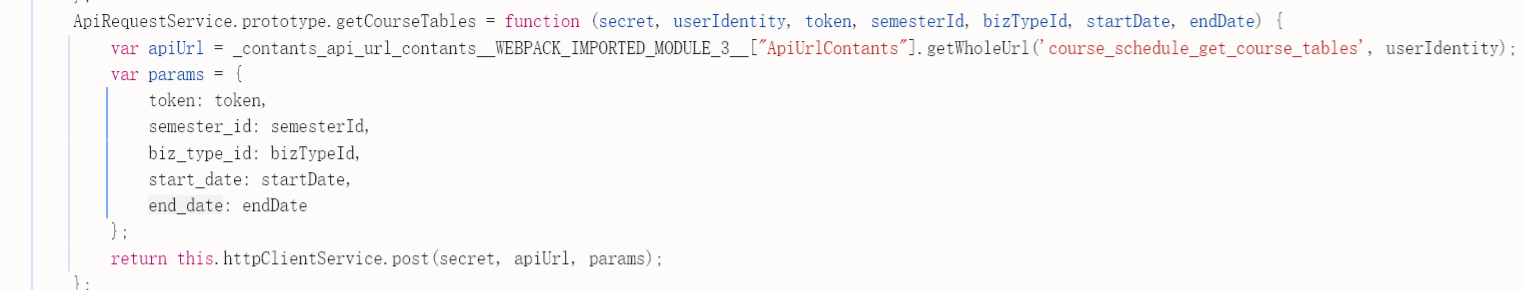 };
ApiRequestService.prototype.getCourseTables = function (secret, userIdentity, token, semesterId, bizTypeId, startDate, endDate) {
    var apiUrl = _contants_api_url_contants__WEBPACK_IMPORTED_MODULE_3__["ApiUrlContants"].getWholeUrl('course_schedule_get_course_tables', userIdentity);
    var params = {
        token: token,
        semester_id: semesterId,
        biz_type_id: bizTypeId,
        start_date: startDate,
        end_date: endDate
    };
    return this.httpClientService.post(secret, apiUrl, params);
};